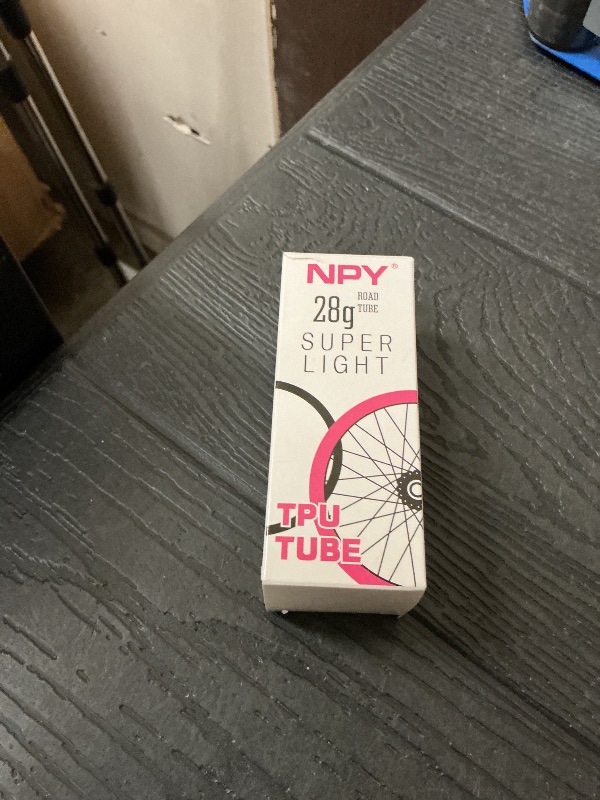 NPY®
28g ROAD TUBE
SUPER
LIGHT
TPU
TUBE